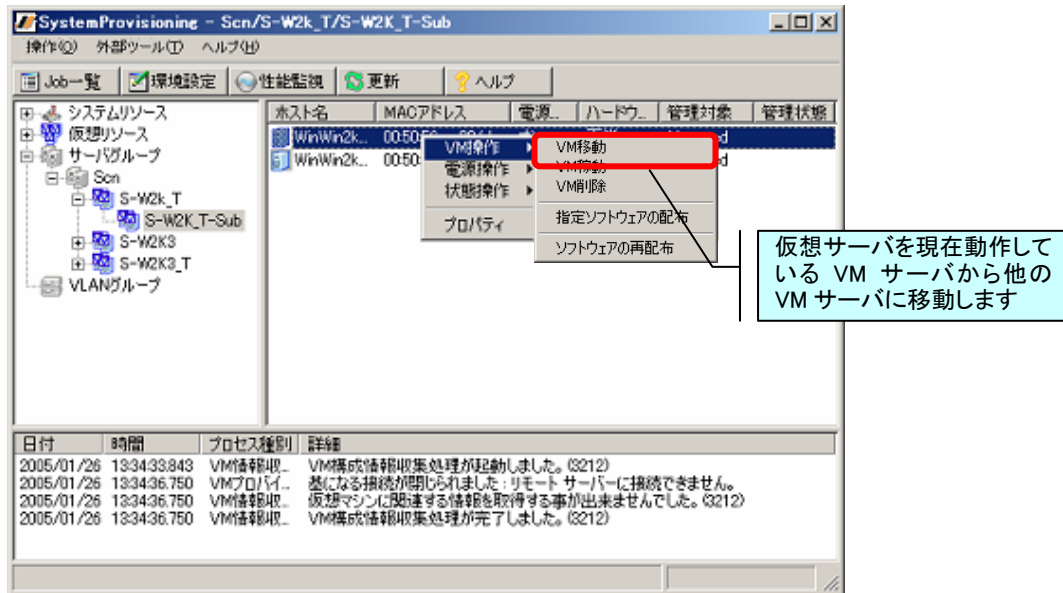 SystemProvisioning - Scn/S-W2k_T/S-W2K_T-Sub
操作(O) 外部ツール(T) ヘルプ(H)
Job一覧 環境設定 性能監視 更新 ヘルプ
システムリソース
仮想リソース
サーバグループ
Scn
S-W2k_T
S-W2K_T-Sub
S-W2K3
S-W2K3_T
VLANグループ
ホスト名 MACアドレス 電源... ハードウ... 管理対象 管理状態
WinWin2k... 00:50:
WinWin2k... 00:50:
VM操作
電源操作
状態操作
プロパティ
VM移動
VM稼動
VM削除
指定ソフトウェアの配布
ソフトウェアの再配布
仮想サーバを現在動作して
いる VM サーバから他の
VM サーバに移動します
日付 時間 プロセス種別 詳細
2005/01/26 13:34:33.843 VM情報収... VM構成情報収集処理が起動しました。(3212)
2005/01/26 13:34:36.750 VMプロバイ... 基になる接続が閉じられました : リモート サーバーに接続できません。
2005/01/26 13:34:36.750 VM情報収... 仮想マシンに関連する情報を取得する事が出来ませんでした。(3212)
2005/01/26 13:34:36.750 VM情報収... VM構成情報収集処理が完了しました。(3212)